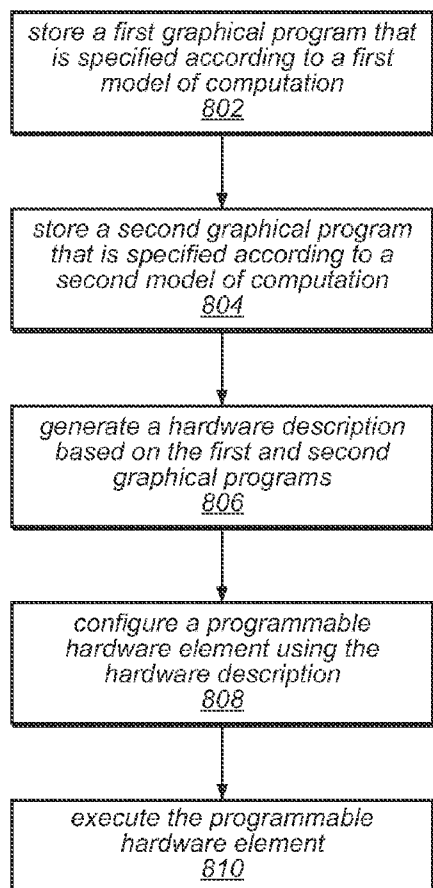 store a first graphical program that
is specified according to a first
model of computation
802
store a second graphical program
that is specified according to a
second model of computation
804
generate a hardware description
based on the first and second
graphical programs
806
configure a programmable
hardware element using the
hardware description
808
execute the programmable
hardware element
810